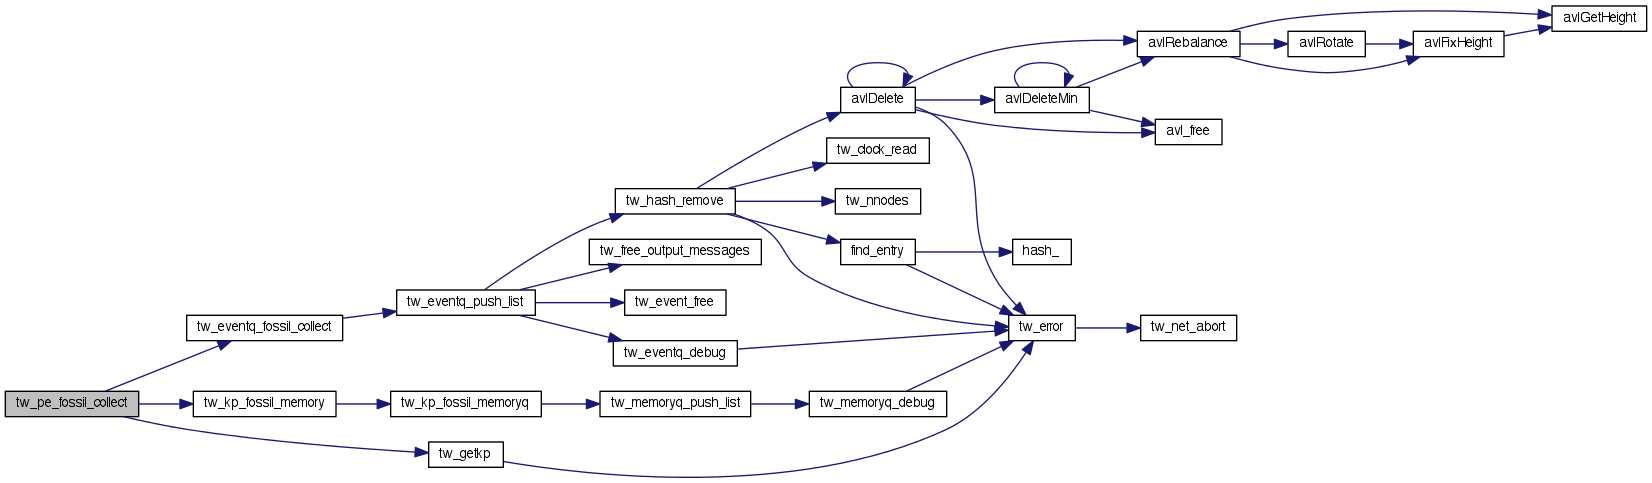 avlGetHeight
avlRebalance
avlRotate
avlFixHeight
avlDelete
avlDeleteMin
avl_free
tw_clock_read
tw_hash_remove
tw_nnodes
tw_free_output_messages
find_entry
hash_
tw_eventq_push_list
tw_event_free
tw_eventq_fossil_collect
tw_error
tw_net_abort
tw_eventq_debug
tw_pe_fossil_collect
tw_kp_fossil_memory
tw_kp_fossil_memoryq
tw_memoryq_push_list
tw_memoryq_debug
tw_getkp